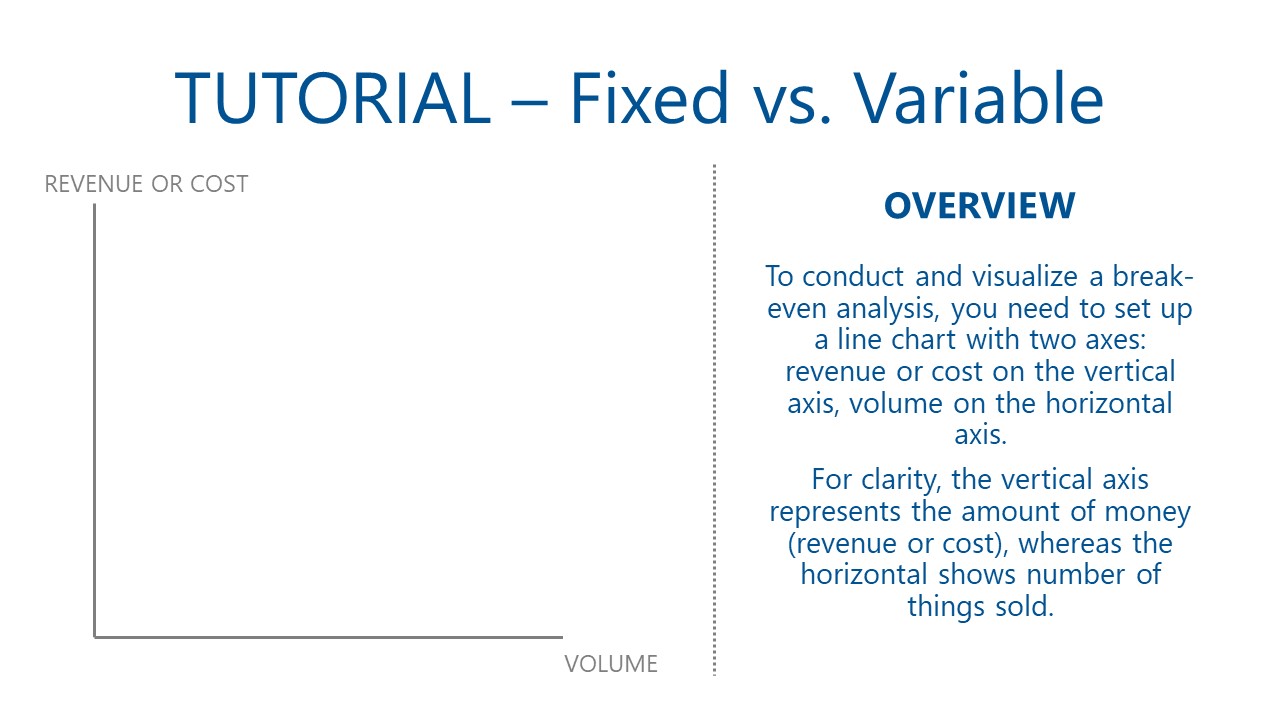 TUTORIAL – Fixed vs. Variable
REVENUE OR COST
VOLUME
OVERVIEW
To conduct and visualize a break-
even analysis, you need to set up
a line chart with two axes:
revenue or cost on the vertical
axis, volume on the horizontal
axis.
For clarity, the vertical axis
represents the amount of money
(revenue or cost), whereas the
horizontal shows number of
things sold.